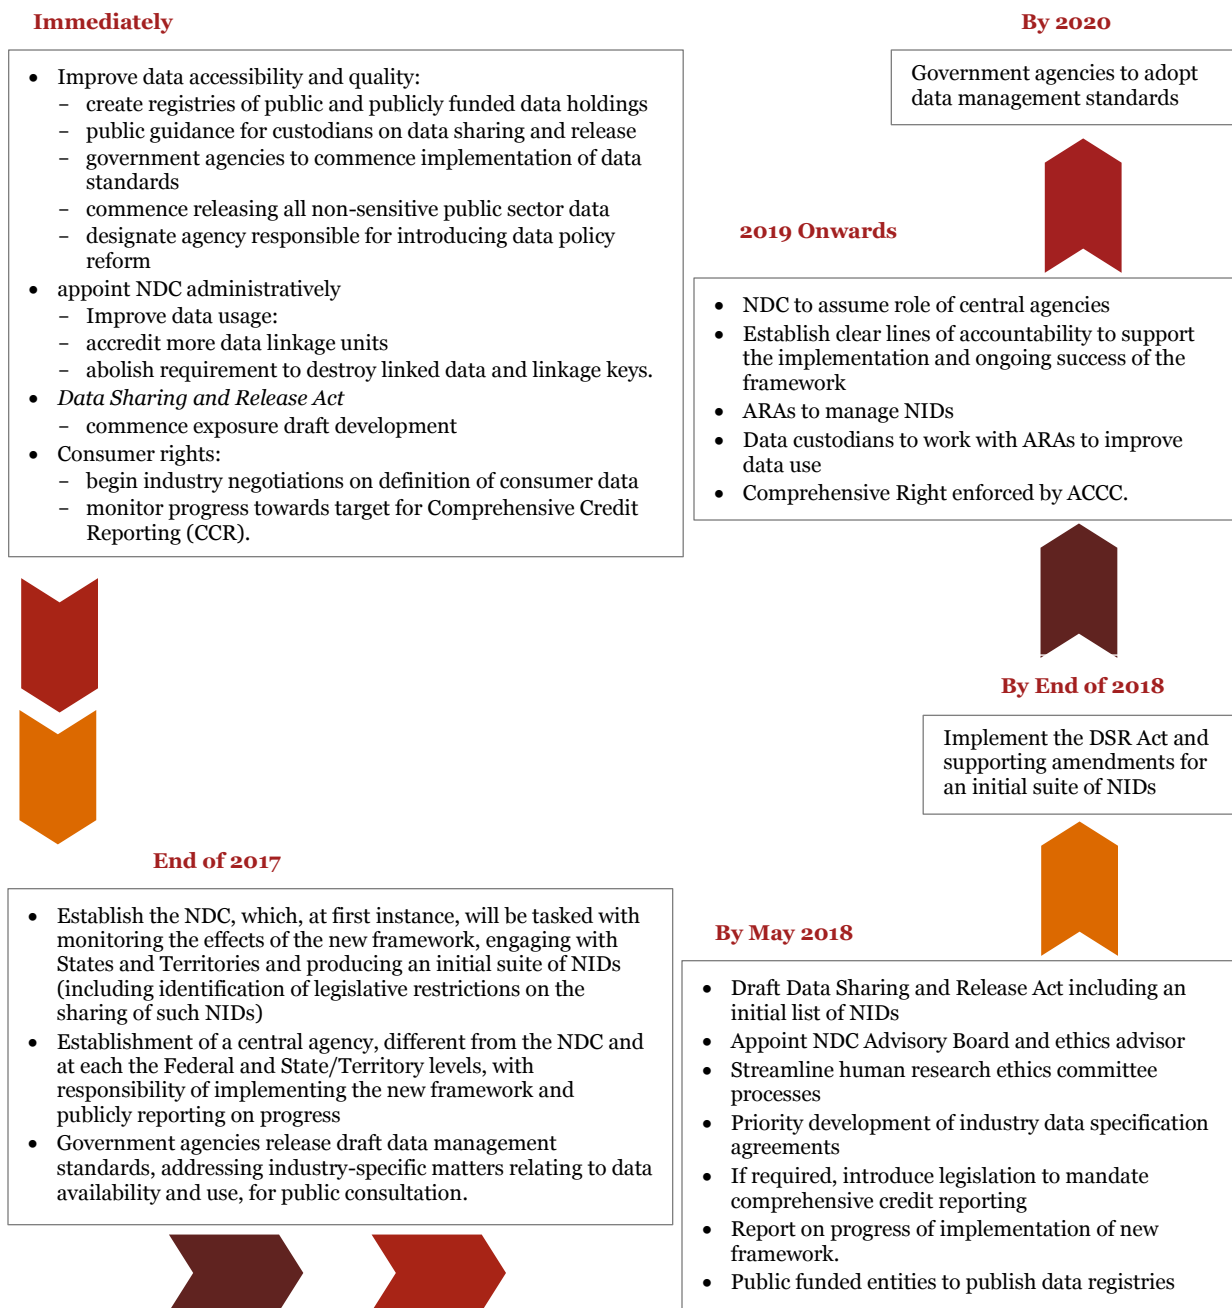 Immediately
• Improve data accessibility and quality:
– create registries of public and publicly funded data holdings
– public guidance for custodians on data sharing and release
– government agencies to commence implementation of data
standards
– commence releasing all non-sensitive public sector data
– designate agency responsible for introducing data policy
reform
• appoint NDC administratively
– Improve data usage:
– accredit more data linkage units
– abolish requirement to destroy linked data and linkage keys.
• Data Sharing and Release Act
– commence exposure draft development
• Consumer rights:
– begin industry negotiations on definition of consumer data
– monitor progress towards target for Comprehensive Credit
Reporting (CCR).
End of 2017
• Establish the NDC, which, at first instance, will be tasked with
monitoring the effects of the new framework, engaging with
States and Territories and producing an initial suite of NIDs
(including identification of legislative restrictions on the
sharing of such NIDs)
• Establishment of a central agency, different from the NDC and
at each the Federal and State/Territory levels, with
responsibility of implementing the new framework and
publicly reporting on progress
• Government agencies release draft data management
standards, addressing industry-specific matters relating to data
availability and use, for public consultation.
By May 2018
• Draft Data Sharing and Release Act including an
initial list of NIDs
• Appoint NDC Advisory Board and ethics advisor
• Streamline human research ethics committee
processes
• Priority development of industry data specification
agreements
• If required, introduce legislation to mandate
comprehensive credit reporting
• Report on progress of implementation of new
framework.
• Public funded entities to publish data registries
By End of 2018
Implement the DSR Act and
supporting amendments for
an initial suite of NIDs
2019 Onwards
• NDC to assume role of central agencies
• Establish clear lines of accountability to support
the implementation and ongoing success of the
framework
• ARAs to manage NIDs
• Data custodians to work with ARAs to improve
data use
• Comprehensive Right enforced by ACCC.
By 2020
Government agencies to adopt
data management standards